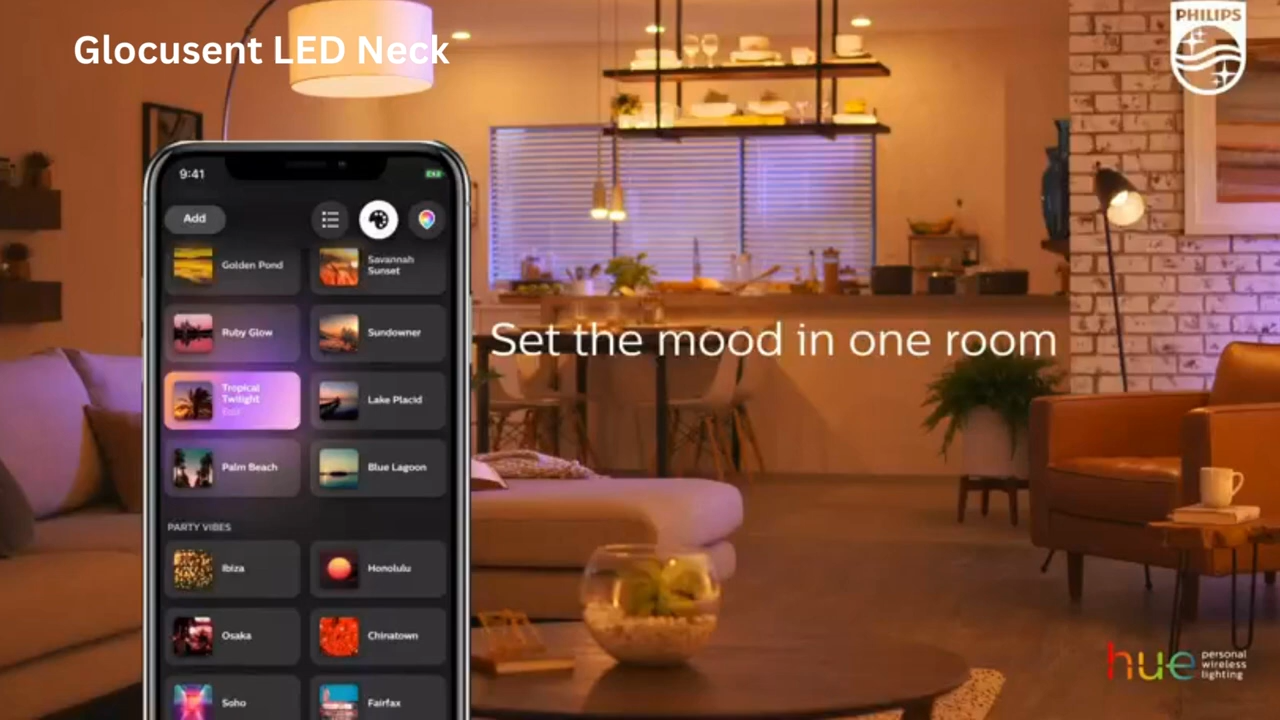 Glocusent LED Neck
PHILIPS
9:41
Add
Golden Pond
Savannah
Sunset
Ruby Glow
Sundowner
Tropical
Twilight
Edit
Lake Placid
Palm Beach
Blue Lagoon
PARTY VIBES
Ibiza
Honolulu
Osaka
Chinatown
Soho
Fairfax
Set the mood in one room
hue personal
wireless
lighting